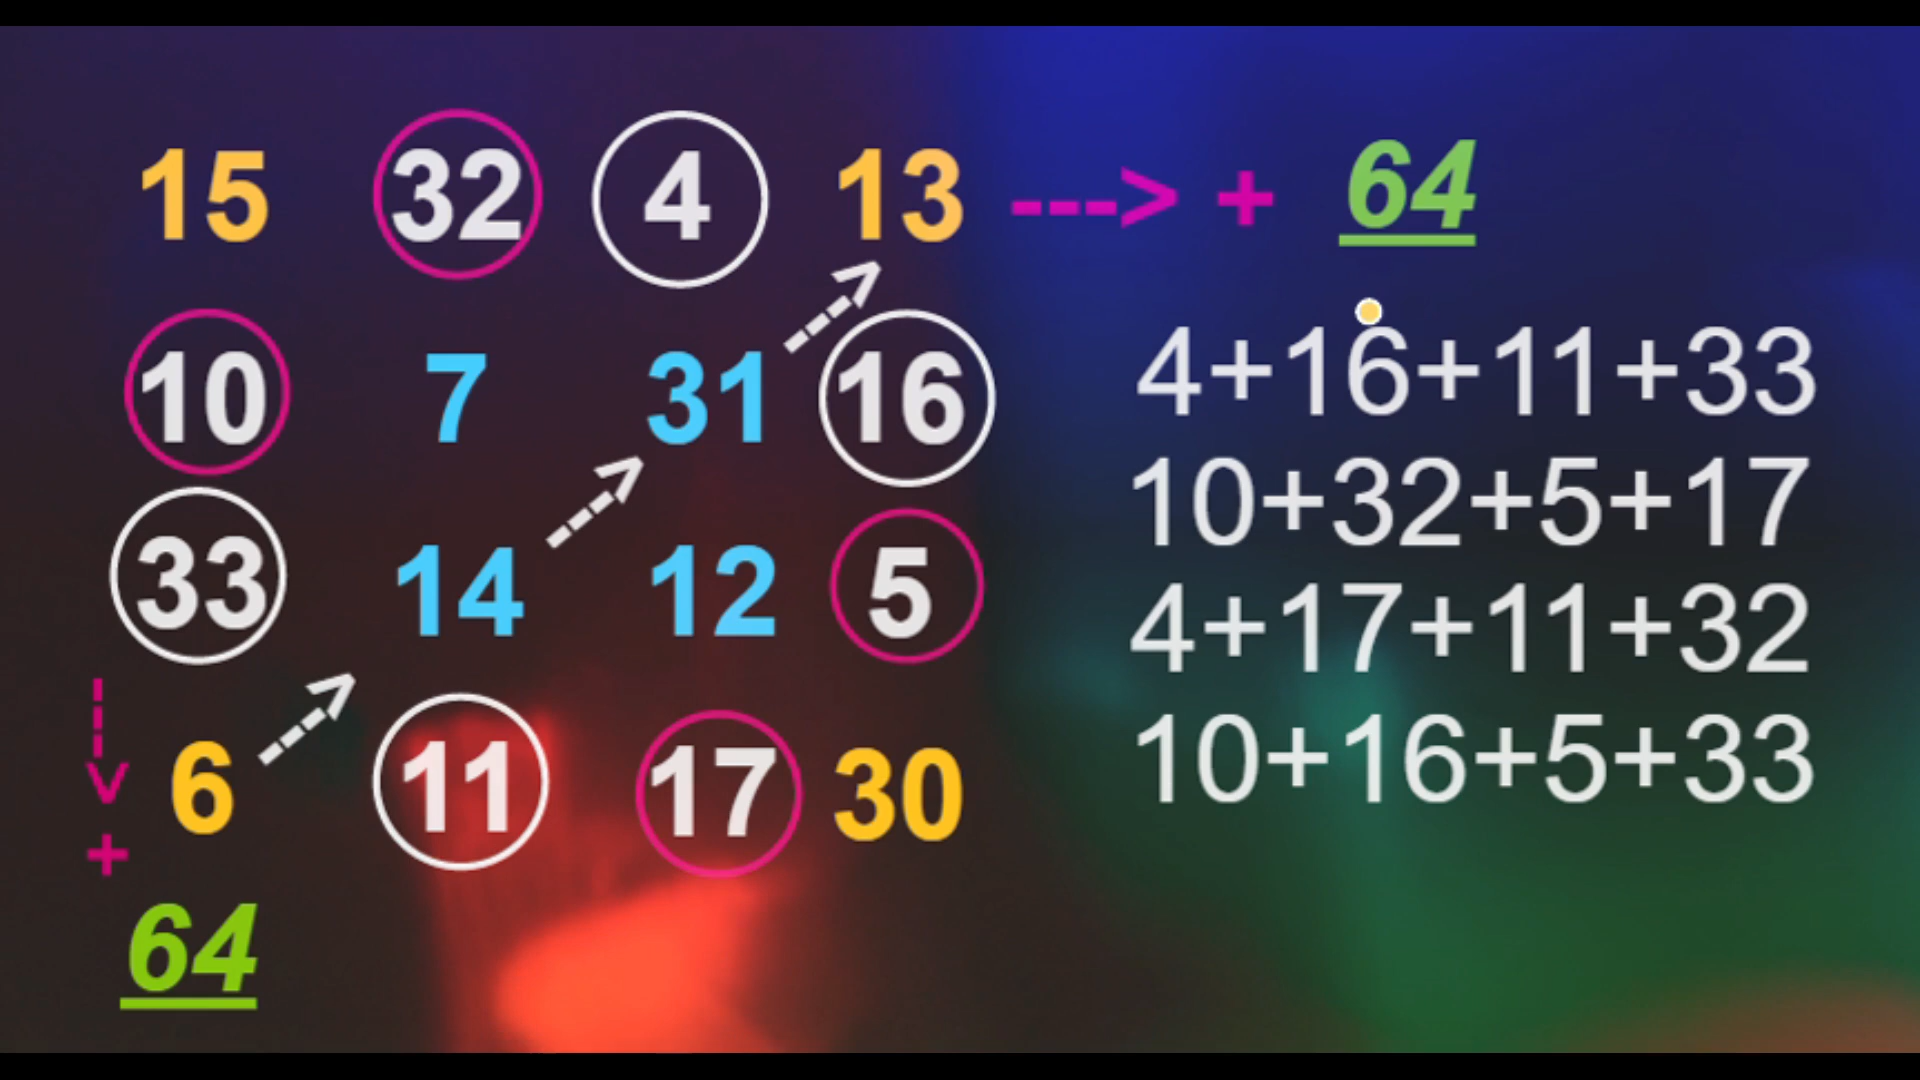 15 32 4 13 ---> + 64
10 7 31 16
33 14 12 5
6 11 17 30
--->
--->
--->
---> +
64
4+16+11+33
10+32+5+17
4+17+11+32
10+16+5+33